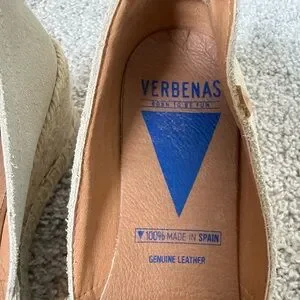 VERBENAS
BORN TO BE FUN
100% MADE IN SPAIN
GENUINE LEATHER